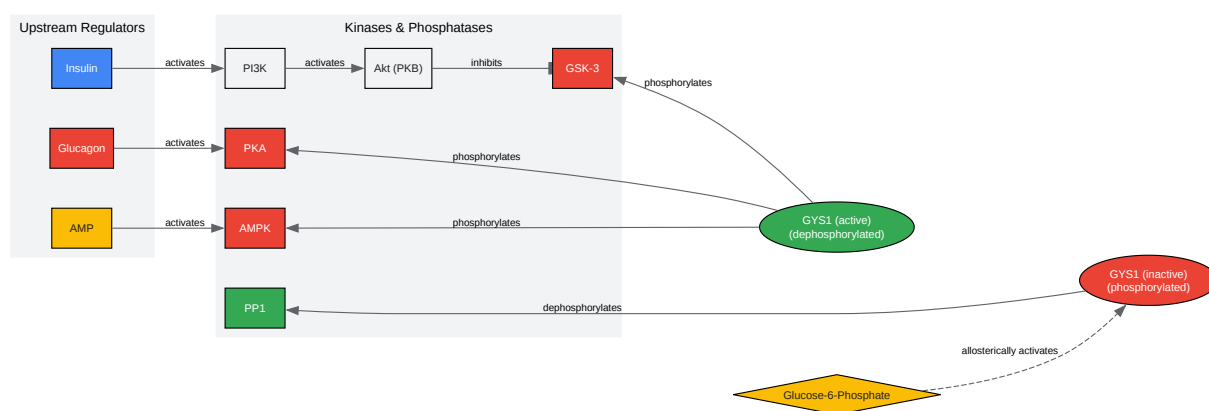 Upstream Regulators
Kinases & Phosphatases
Insulin
activates
PI3K
activates
Akt (PKB)
inhibits
GSK-3
phosphorylates
Glucagon
activates
PKA
phosphorylates
AMP
activates
AMPK
phosphorylates
GYS1 (active)
(dephosphorylated)
PP1
dephosphorylates
GYS1 (inactive)
(phosphorylated)
allosterically activates
Glucose-6-Phosphate